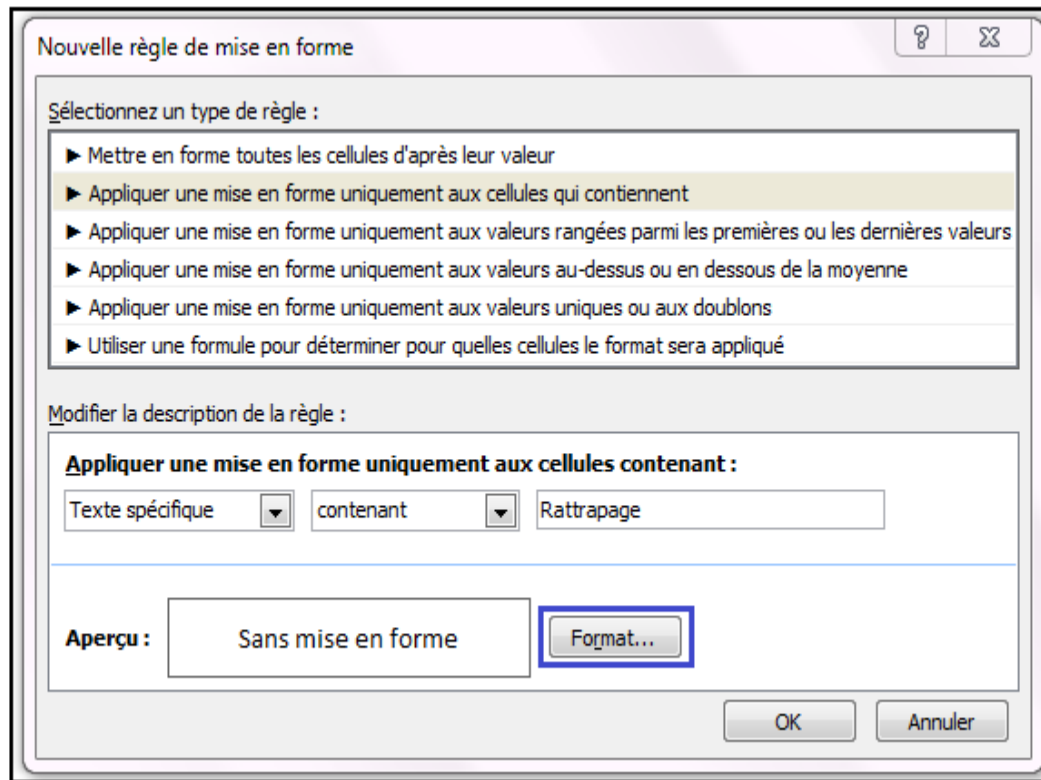 Nouvelle règle de mise en forme
Sélectionnez un type de règle :
► Mettre en forme toutes les cellules d'après leur valeur
► Appliquer une mise en forme uniquement aux cellules qui contiennent
► Appliquer une mise en forme uniquement aux valeurs rangées parmi les premières ou les dernières valeurs
► Appliquer une mise en forme uniquement aux valeurs au-dessus ou en dessous de la moyenne
► Appliquer une mise en forme uniquement aux valeurs uniques ou aux doublons
► Utiliser une formule pour déterminer pour quelles cellules le format sera appliqué
Modifier la description de la règle :
Appliquer une mise en forme uniquement aux cellules contenant :
Texte spécifique contenant Rattrapage
Aperçu : Sans mise en forme Format...
OK Annuler